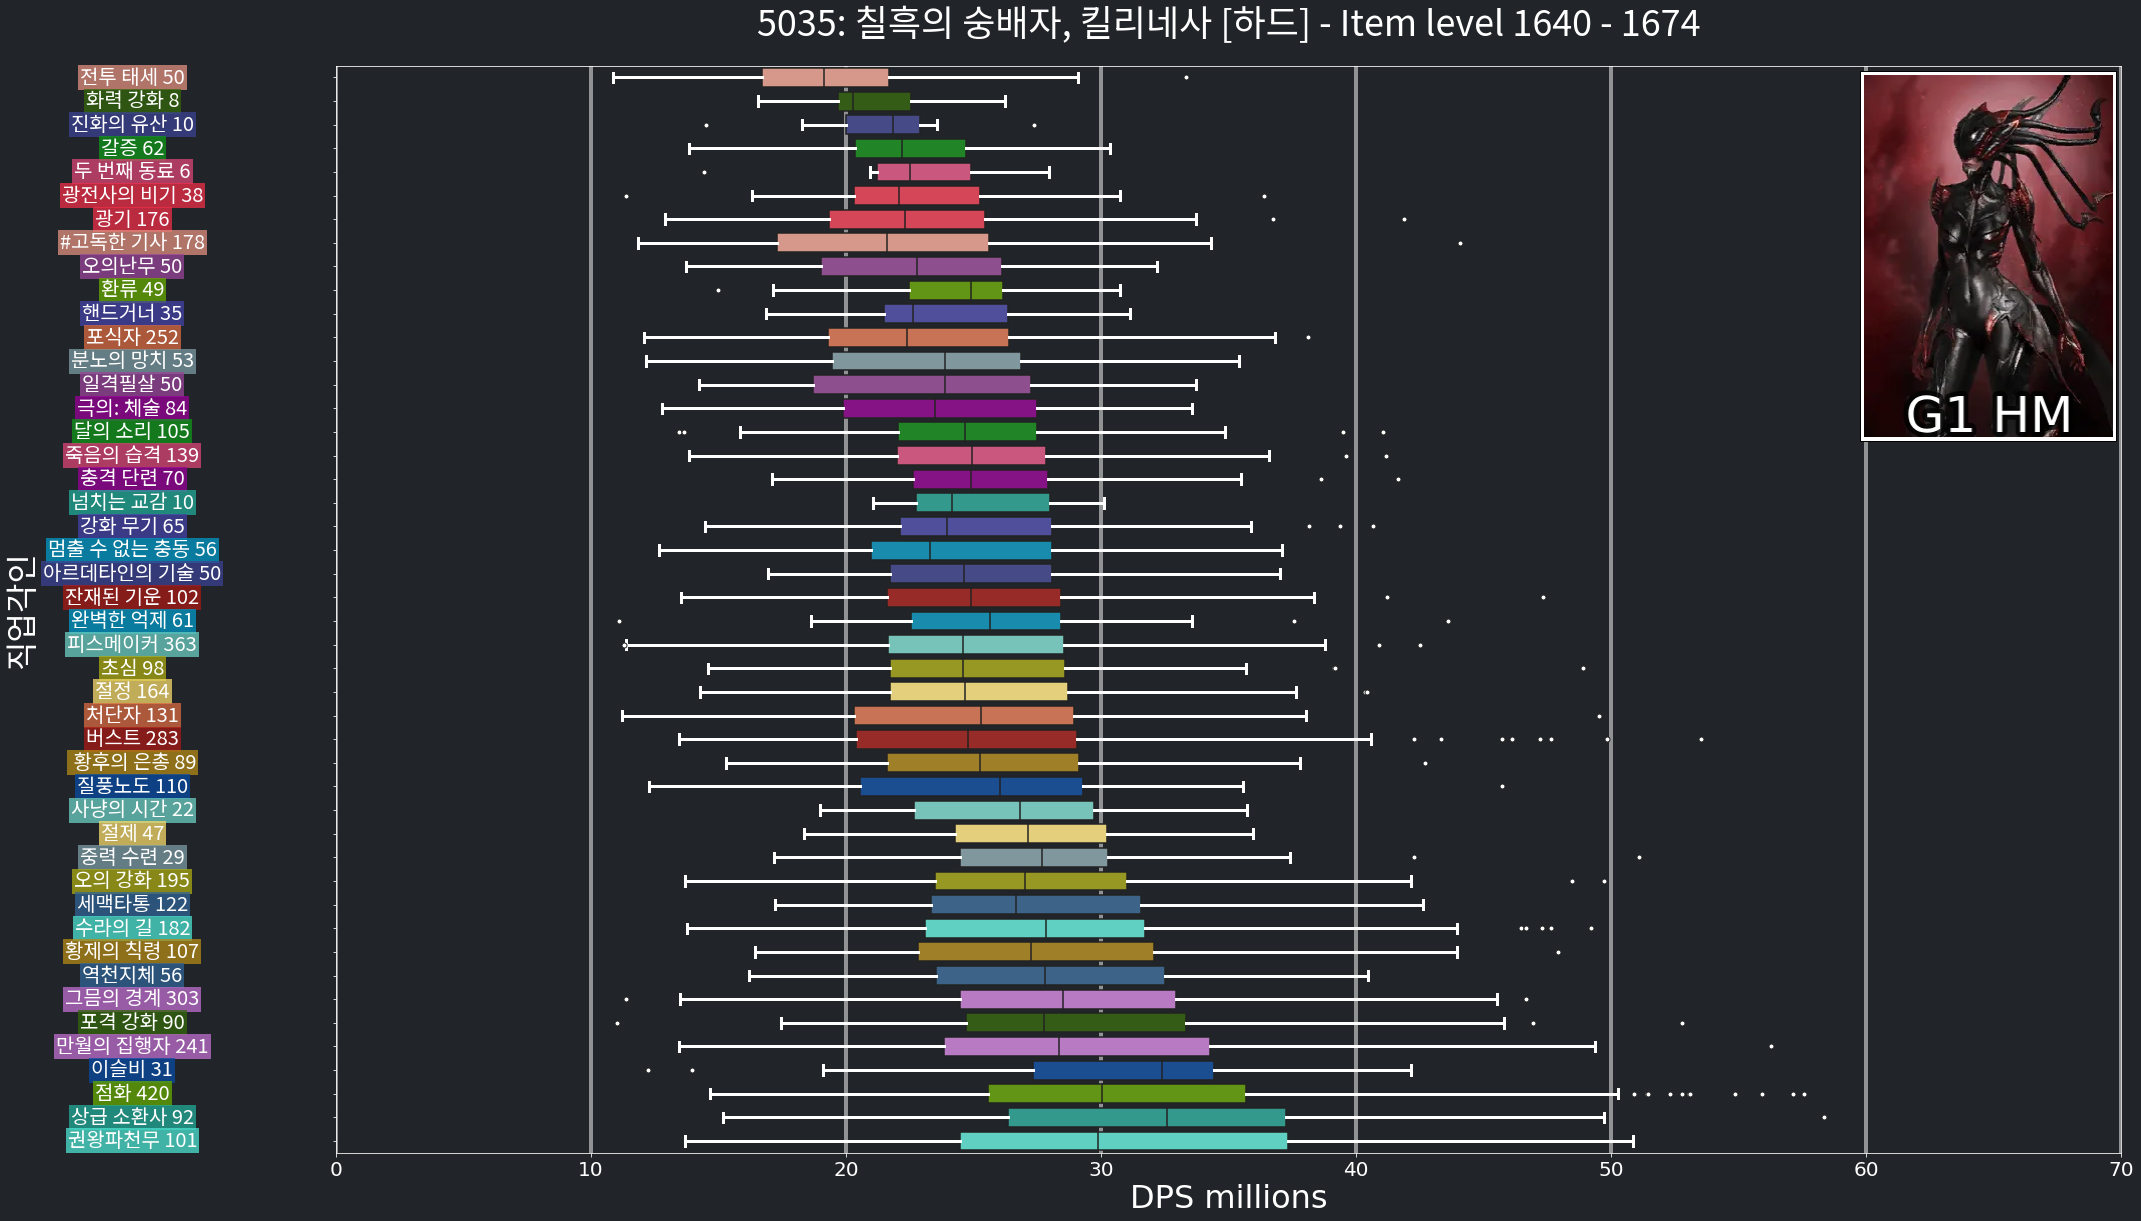 5035: 칠흑의 숭배자, 킬리네사 [하드] - Item level 1640 - 1674
전투 태세 50
화력 강화 8
진화의 유산 10
갈증 62
두 번째 동료 6
광전사의 비기 38
광기 176
#고독한 기사 178
오의난무 50
환류 49
핸드거너 35
포식자 252
분노의 망치 53
일격필살 50
극의: 체술 84
달의 소리 105
죽음의 습격 139
충격 단련 70
넘치는 교감 10
강화 무기 65
멈출 수 없는 충동 56
아르데타인의 기술 50
잔재된 기운 102
완벽한 억제 61
피스메이커 363
초심 98
절정 164
처단자 131
버스트 283
황후의 은총 89
질풍노도 110
사냥의 시간 22
절제 47
중력 수련 29
오의 강화 195
세맥타통 122
수라의 길 182
황제의 칙령 107
역천지체 56
그믐의 경계 303
포격 강화 90
만월의 집행자 241
이슬비 31
점화 420
상급 소환사 92
권왕파천무 101
직업각인
G1 HM
0 10 20 30 40 50 60 70
DPS millions